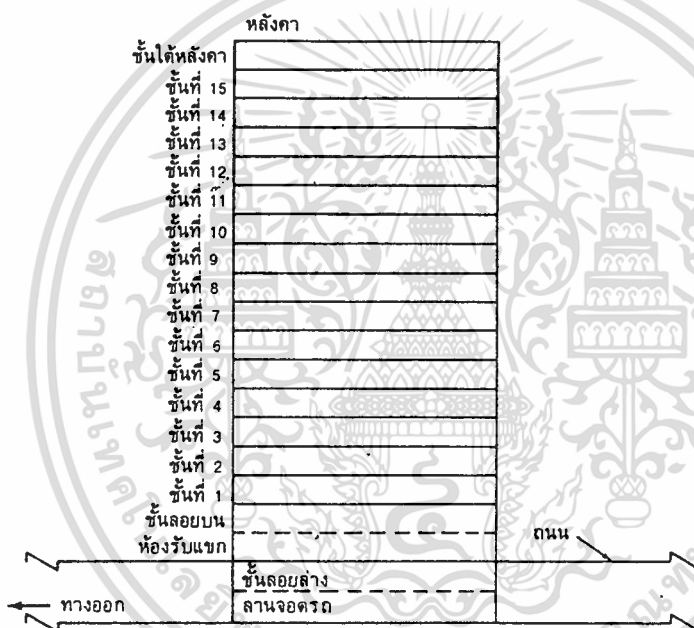 หลังคา
ชั้นใต้หลังคา
ชั้นที่ 15
ชั้นที่ 14
ชั้นที่ 13
ชั้นที่ 12
ชั้นที่ 11
ชั้นที่ 10
ชั้นที่ 9
ชั้นที่ 8
ชั้นที่ 7
ชั้นที่ 6
ชั้นที่ 5
ชั้นที่ 4
ชั้นที่ 3
ชั้นที่ 2
ชั้นที่ 1
ชั้นลอยบน
ห้องรับแขก
ถนน
ชั้นลอยล่าง
ทางออก
ลานจอดรถ